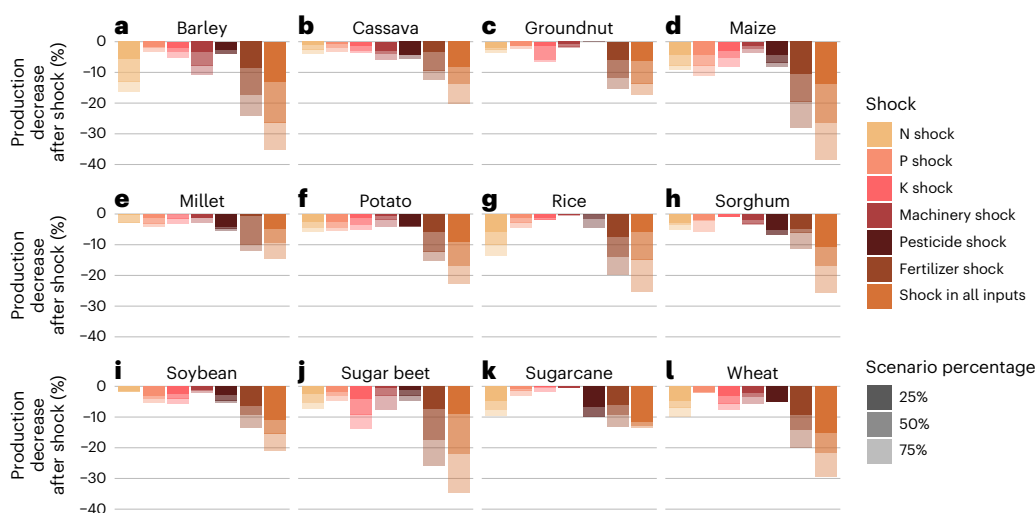 a Barley b Cassava c Groundnut d Maize
Production
decrease
after shock (%)
0
−10
−20
−30
−40
e Millet f Potato g Rice h Sorghum
Production
decrease
after shock (%)
0
−10
−20
−30
−40
i Soybean j Sugar beet k Sugarcane l Wheat
Production
decrease
after shock (%)
0
−10
−20
−30
−40
Shock
N shock
P shock
K shock
Machinery shock
Pesticide shock
Fertilizer shock
Shock in all inputs
Scenario percentage
25%
50%
75%